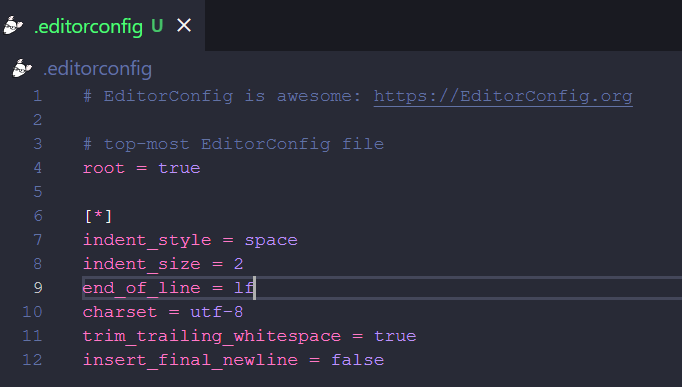 .editorconfig U ×
.editorconfig
1 # EditorConfig is awesome: https://EditorConfig.org
2
3 # top-most EditorConfig file
4 root = true
5
6 [*]
7 indent_style = space
8 indent_size = 2
9 end_of_line = lf
10 charset = utf-8
11 trim_trailing_whitespace = true
12 insert_final_newline = false